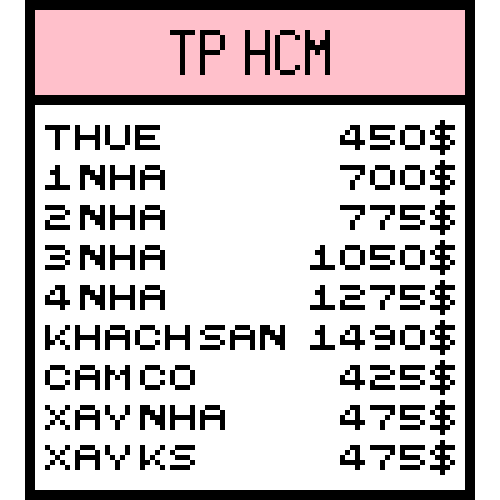 TP HCM
THUE 450$
1 NHA 700$
2 NHA 775$
3 NHA 1050$
4 NHA 1275$
KHACH SAN 1490$
CAM CO 425$
XAY NHA 475$
XAY KS 475$